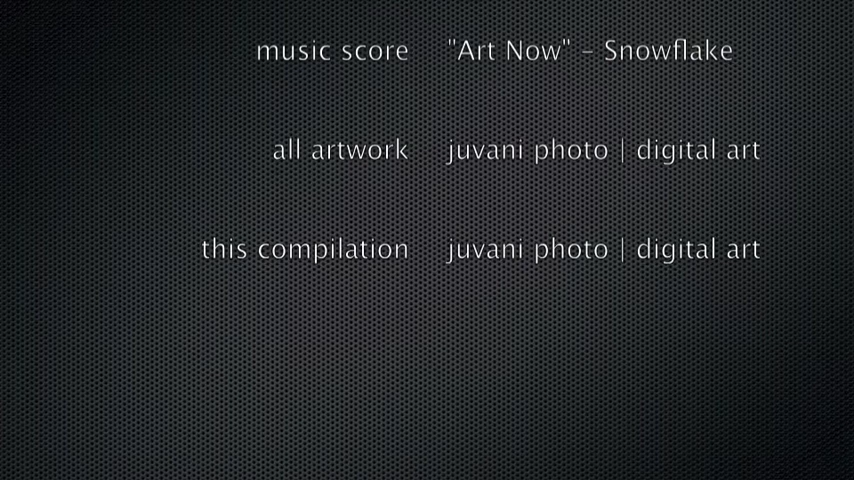 music score "Art Now" – Snowflake
all artwork juvani photo | digital art
this compilation juvani photo | digital art